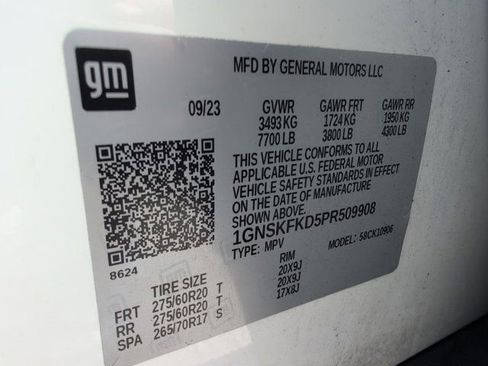 gm
MFD BY GENERAL MOTORS LLC
09/23 GVWR GAWR FRT GAWR RR
3493 KG 1724 KG 1950 KG
7700 LB 3800 LB 4300 LB
THIS VEHICLE CONFORMS TO ALL
APPLICABLE U.S. FEDERAL MOTOR
VEHICLE SAFETY STANDARDS IN EFFECT
ON THE DATE OF MANUFACTURE
SHOWN ABOVE.
1GNSKFKD5PR509908
TYPE: MPV MODEL: 58CK10906
8624
TIRE SIZE RIM
FRT 275/60R20 T 20X9J
RR 275/60R20 T 20X9J
SPA 265/70R17 S 17X8J